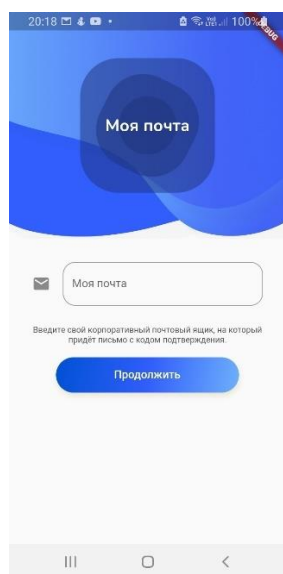 20:18
100%
DEBUG
Моя почта
Моя почта
Введите свой корпоративный почтовый ящик, на который
придёт письмо с кодом подтверждения.
Продолжить